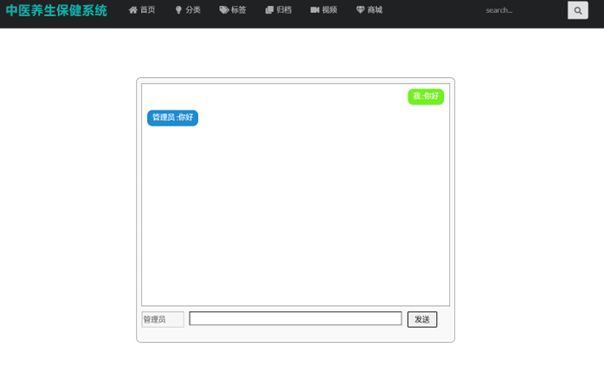 中医养生保健系统 首页 分类 标签 归档 视频 商城 search...
我:你好
管理员:你好
管理员 发送